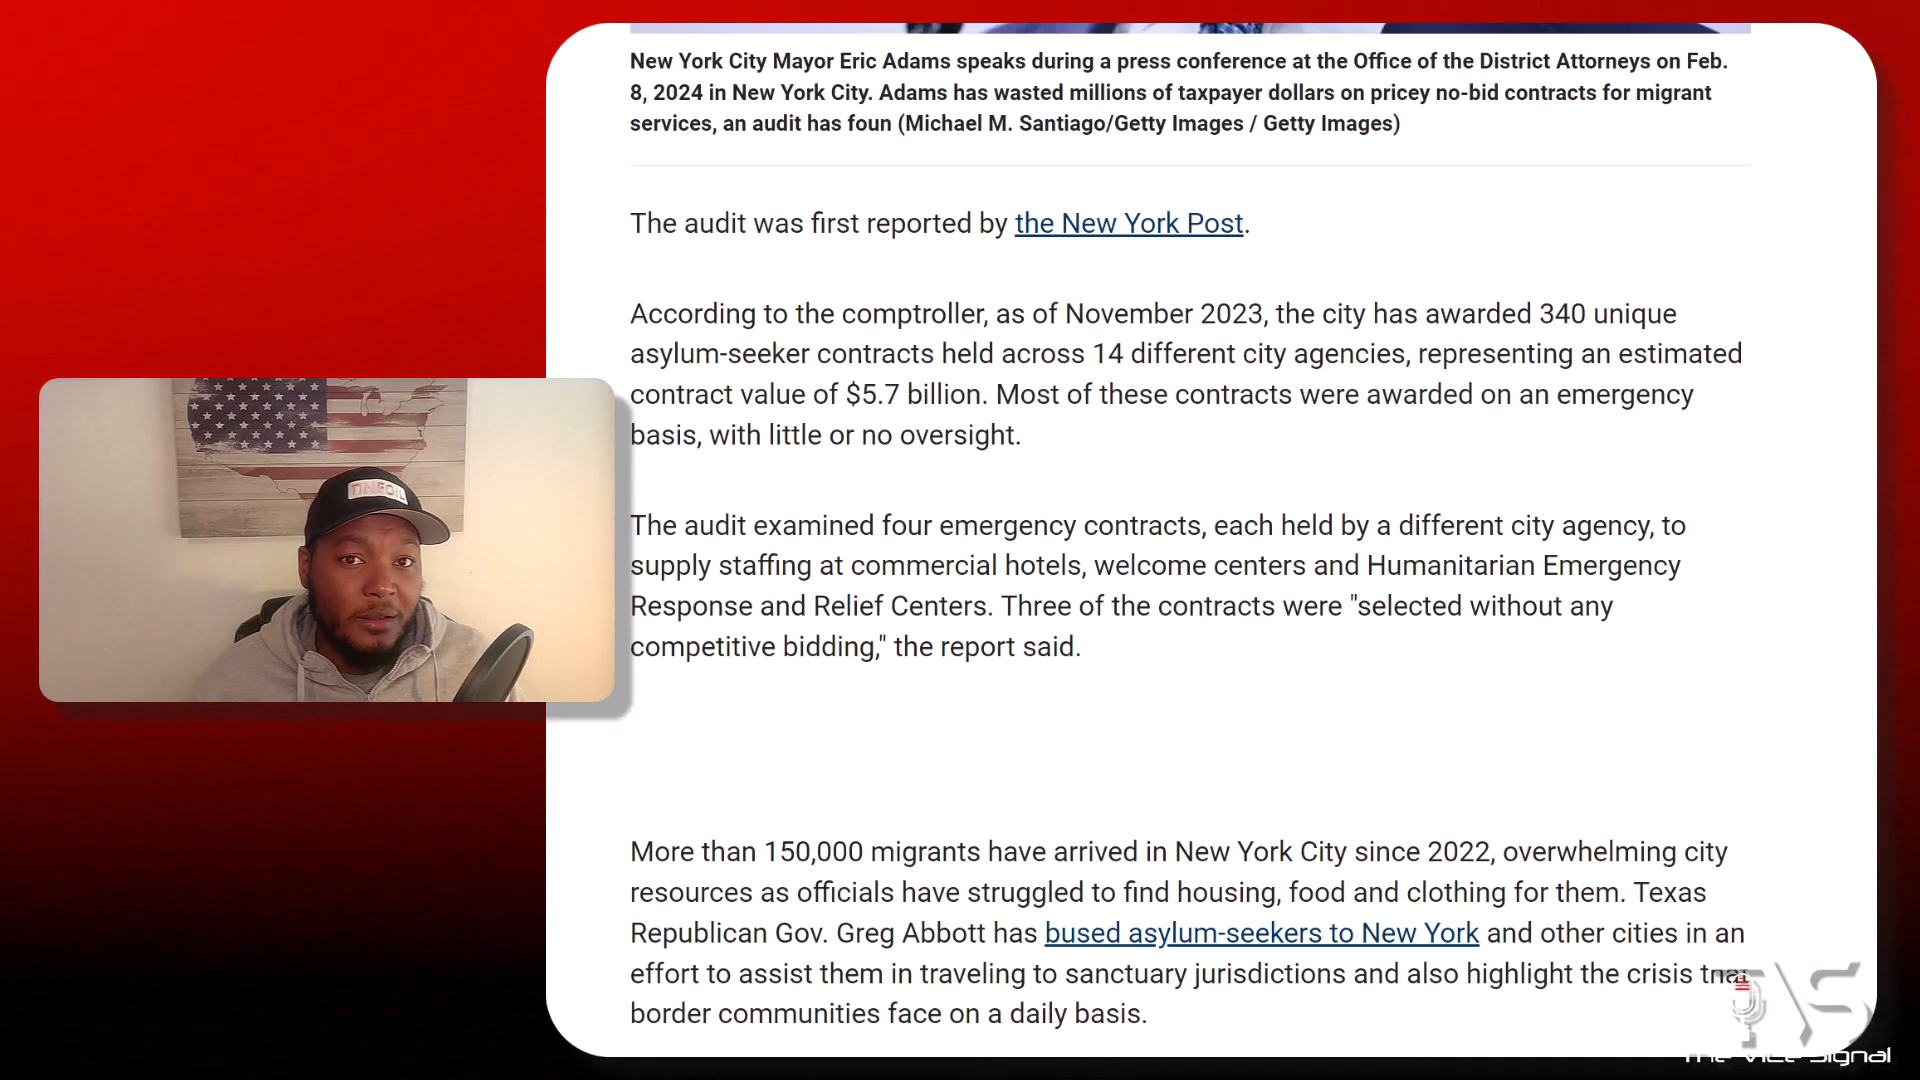 New York City Mayor Eric Adams speaks during a press conference at the Office of the District Attorneys on Feb.
8, 2024 in New York City. Adams has wasted millions of taxpayer dollars on pricey no-bid contracts for migrant
services, an audit has foun (Michael M. Santiago/Getty Images / Getty Images)
The audit was first reported by the New York Post.
According to the comptroller, as of November 2023, the city has awarded 340 unique
asylum-seeker contracts held across 14 different city agencies, representing an estimated
contract value of $5.7 billion. Most of these contracts were awarded on an emergency
basis, with little or no oversight.
The audit examined four emergency contracts, each held by a different city agency, to
supply staffing at commercial hotels, welcome centers and Humanitarian Emergency
Response and Relief Centers. Three of the contracts were "selected without any
competitive bidding," the report said.
More than 150,000 migrants have arrived in New York City since 2022, overwhelming city
resources as officials have struggled to find housing, food and clothing for them. Texas
Republican Gov. Greg Abbott has bused asylum-seekers to New York and other cities in an
effort to assist them in traveling to sanctuary jurisdictions and also highlight the crisis that
border communities face on a daily basis.
TINFOIL
The Vice Signal